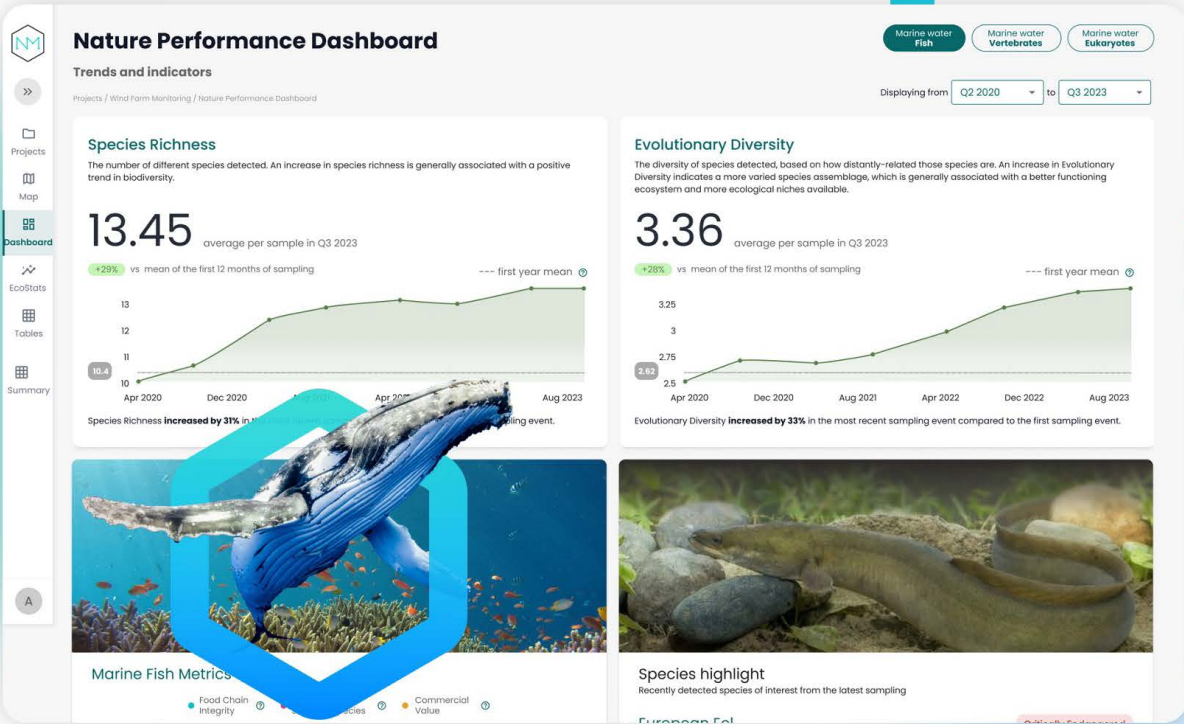 NM
Nature Performance Dashboard
Trends and indicators
Projects / Wind Farm Monitoring / Nature Performance Dashboard
Marine water
Fish
Marine water
Vertebrates
Marine water
Eukaryotes
Displaying from Q2 2020 to Q3 2023
Projects
Map
Dashboard
EcoStats
Tables
Summary
A
Species Richness
The number of different species detected. An increase in species richness is generally associated with a positive
trend in biodiversity.
13.45 average per sample in Q3 2023
+29% vs mean of the first 12 months of sampling
--- first year mean
13
12
11
10.4
10
Apr 2020 Dec 2020 Aug 2021 Apr Aug 2023
Species Richness increased by 31% in event.
Evolutionary Diversity
The diversity of species detected, based on how distantly-related those species are. An increase in Evolutionary
Diversity indicates a more varied species assemblage, which is generally associated with a better functioning
ecosystem and more ecological niches available.
3.36 average per sample in Q3 2023
+28% vs mean of the first 12 months of sampling
--- first year mean
3.25
3
2.75
2.62
2.5
Apr 2020 Dec 2020 Aug 2021 Apr 2022 Dec 2022 Aug 2023
Evolutionary Diversity increased by 33% in the most recent sampling event compared to the first sampling event.
Marine Fish Metrics
Food Chain
Integrity
Commercial
Value
Species highlight
Recently detected species of interest from the latest sampling
European Eel
Critically Endangered